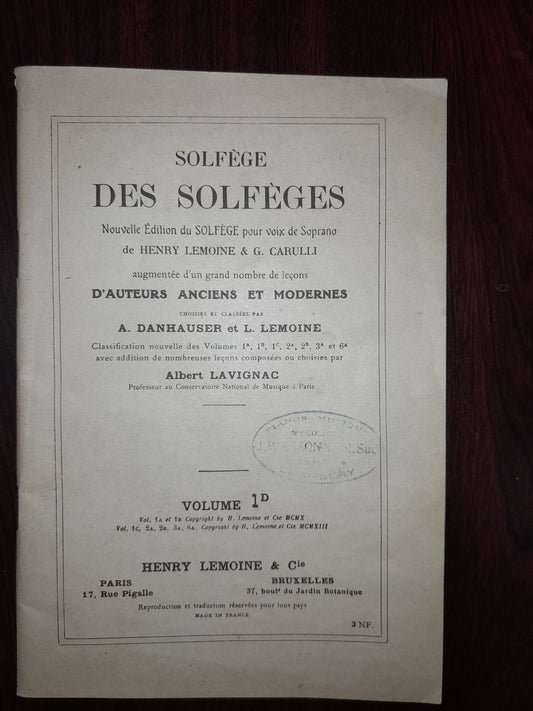 SOLFÈGE
DES SOLFÈGES
Nouvelle Édition du SOLFÈGE pour voix de Soprano
de HENRY LEMOINE & G. CARULLI
augmentée d'un grand nombre de leçons
D'AUTEURS ANCIENS ET MODERNES
CHOISIES ET CLASSÉES PAR
A. DANHAUSER et L. LEMOINE
Classification nouvelle des Volumes 1ᴬ, 1ᴮ, 1ᶜ, 2ᴬ, 2ᴮ, 3ᴬ et 6ᴬ
avec addition de nombreuses leçons composées ou choisies par
Albert LAVIGNAC
Professeur au Conservatoire National de Musique à Paris
PIANOS - MUSIQUE
VOLUME 1ᴰ
Vol. 1A et 1B Copyright by H. Lemoine et Cie MCMX
Vol. 1C, 2A, 2B, 3A, 6A, Copyright by H. Lemoine et Cie MCMXIII
HENRY LEMOINE & Cⁱᵉ
PARIS
17, Rue Pigalle
BRUXELLES
37, boulᵈ du Jardin Botanique
Reproduction et traduction réservées pour tous pays
MADE IN FRANCE
3 NF.